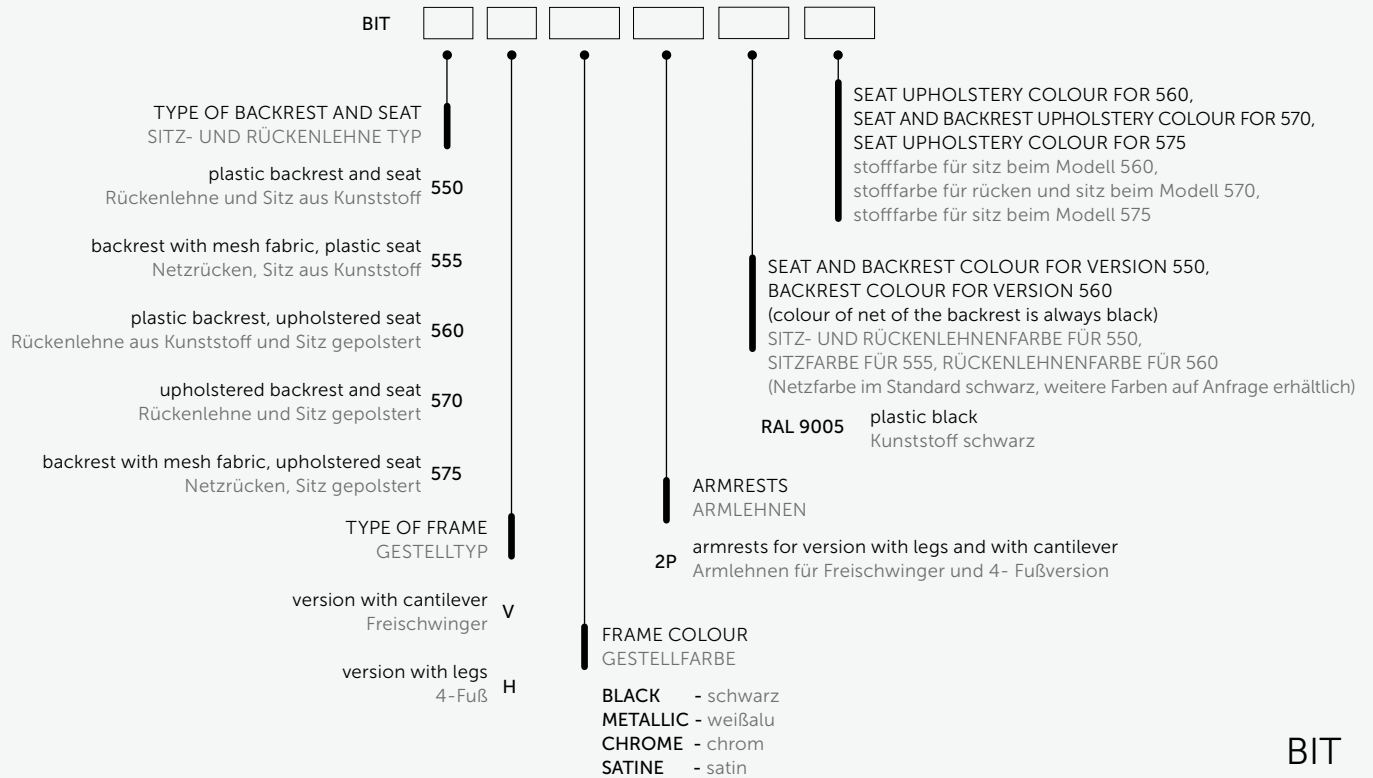 BIT
TYPE OF BACKREST AND SEAT
SITZ- UND RÜCKENLEHNE TYP
plastic backrest and seat 550
Rückenlehne und Sitz aus Kunststoff
backrest with mesh fabric, plastic seat 555
Netzrücken, Sitz aus Kunststoff
plastic backrest, upholstered seat 560
Rückenlehne aus Kunststoff und Sitz gepolstert
upholstered backrest and seat 570
Rückenlehne und Sitz gepolstert
backrest with mesh fabric, upholstered seat 575
Netzrücken, Sitz gepolstert
TYPE OF FRAME
GESTELLTYP
version with cantilever V
Freischwinger
version with legs H
4-Fuß
FRAME COLOUR
GESTELLFARBE
BLACK - schwarz
METALLIC - weißalu
CHROME - chrom
SATINE - satin
ARMRESTS
ARMLEHNEN
2P armrests for version with legs and with cantilever
Armlehnen für Freischwinger und 4- Fußversion
SEAT AND BACKREST COLOUR FOR VERSION 550,
BACKREST COLOUR FOR VERSION 560
(colour of net of the backrest is always black)
SITZ- UND RÜCKENLEHNENFARBE FÜR 550,
SITZFARBE FÜR 555, RÜCKENLEHNENFARBE FÜR 560
(Netzfarbe im Standard schwarz, weitere Farben auf Anfrage erhältlich)
RAL 9005 plastic black
Kunststoff schwarz
SEAT UPHOLSTERY COLOUR FOR 560,
SEAT AND BACKREST UPHOLSTERY COLOUR FOR 570,
SEAT UPHOLSTERY COLOUR FOR 575
stofffarbe für sitz beim Modell 560,
stofffarbe für rücken und sitz beim Modell 570,
stofffarbe für sitz beim Modell 575
BIT